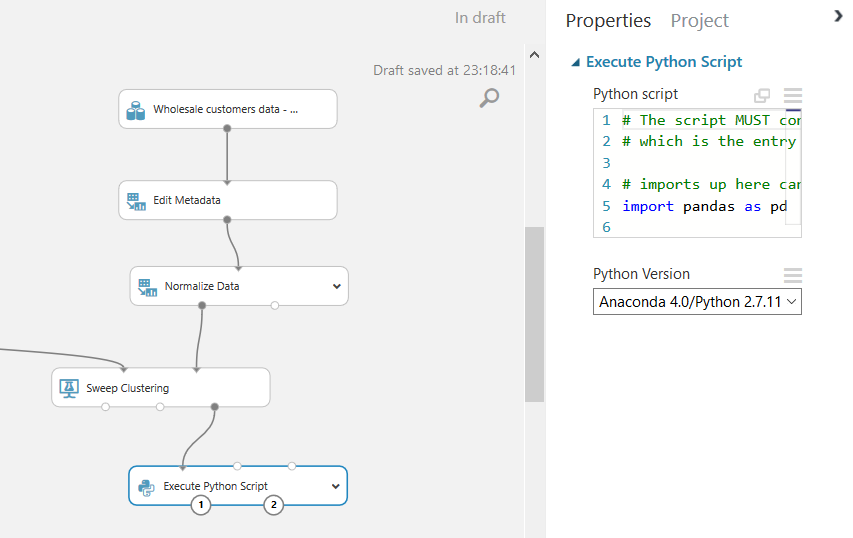 In draft
Draft saved at 23:18:41
Wholesale customers data - ...
Edit Metadata
Normalize Data
Sweep Clustering
Execute Python Script
1
2
Properties
Project
Execute Python Script
Python script
1 # The script MUST con
2 # which is the entry
3
4 # imports up here can
5 import pandas as pd
6
Python Version
Anaconda 4.0/Python 2.7.11